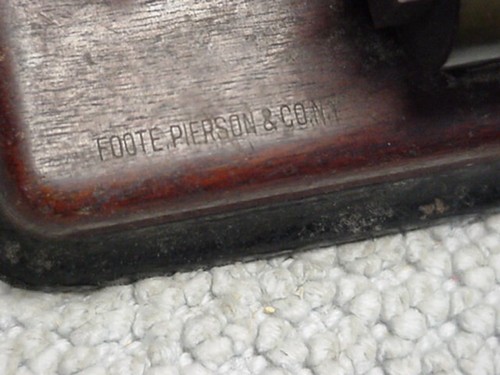 FOOTE, PIERSON & CO. N.Y.